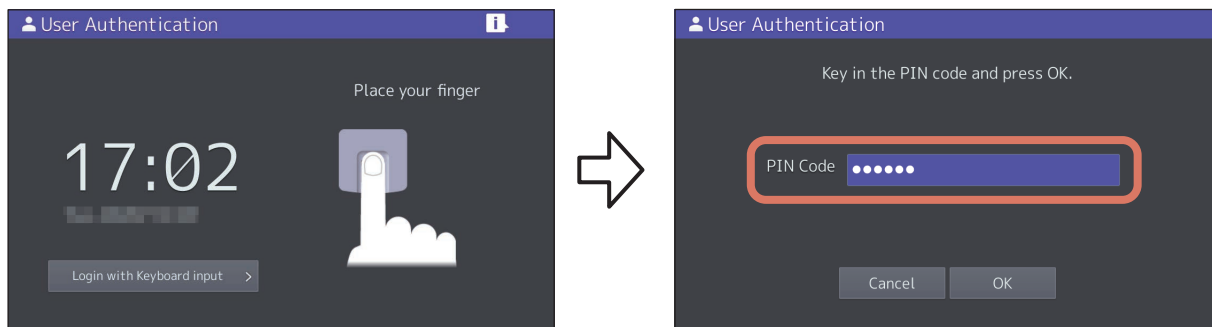 User Authentication
Place your finger
17:02
Login with Keyboard input >
User Authentication
Key in the PIN code and press OK.
PIN Code ●●●●●●
Cancel
OK